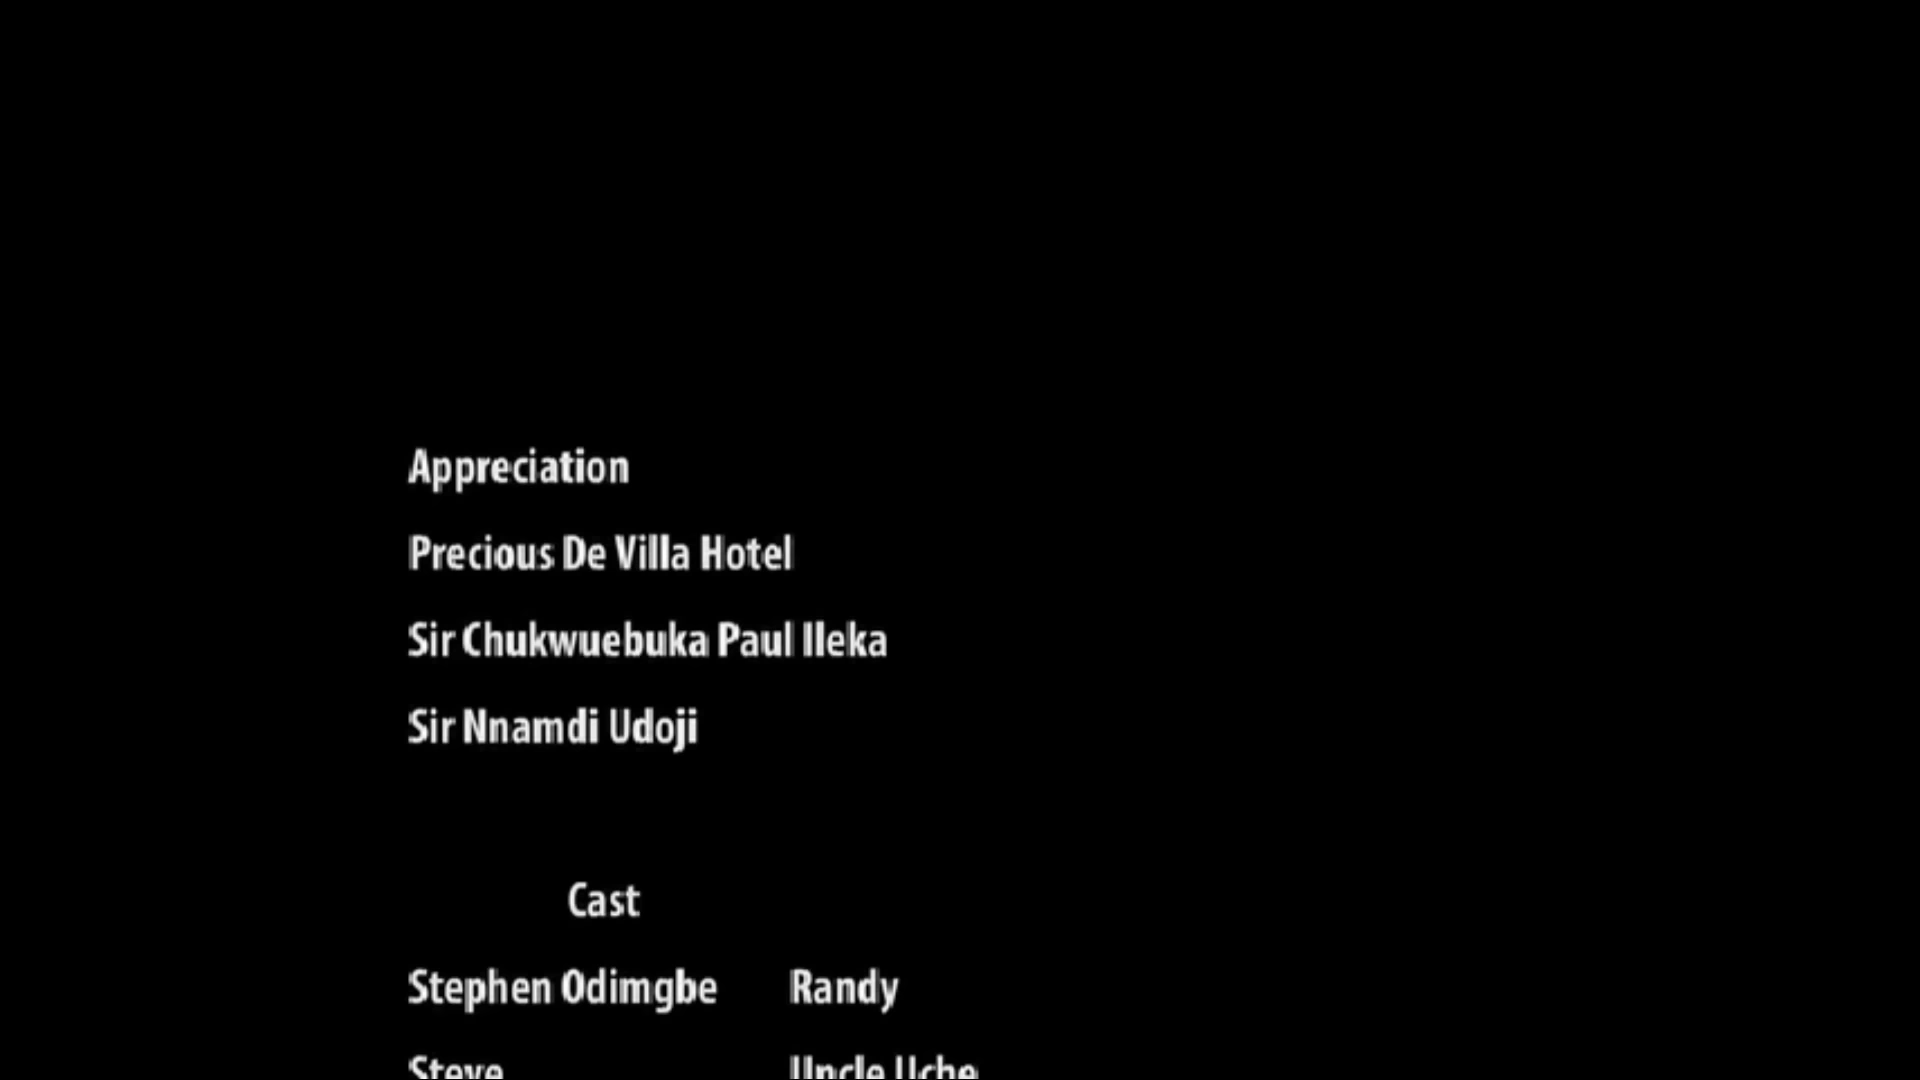 Appreciation
Precious De Villa Hotel
Sir Chukwuebuka Paul Ileka
Sir Nnamdi Udoji
Cast
Stephen Odimgbe Randy
Steve Uncle Uche